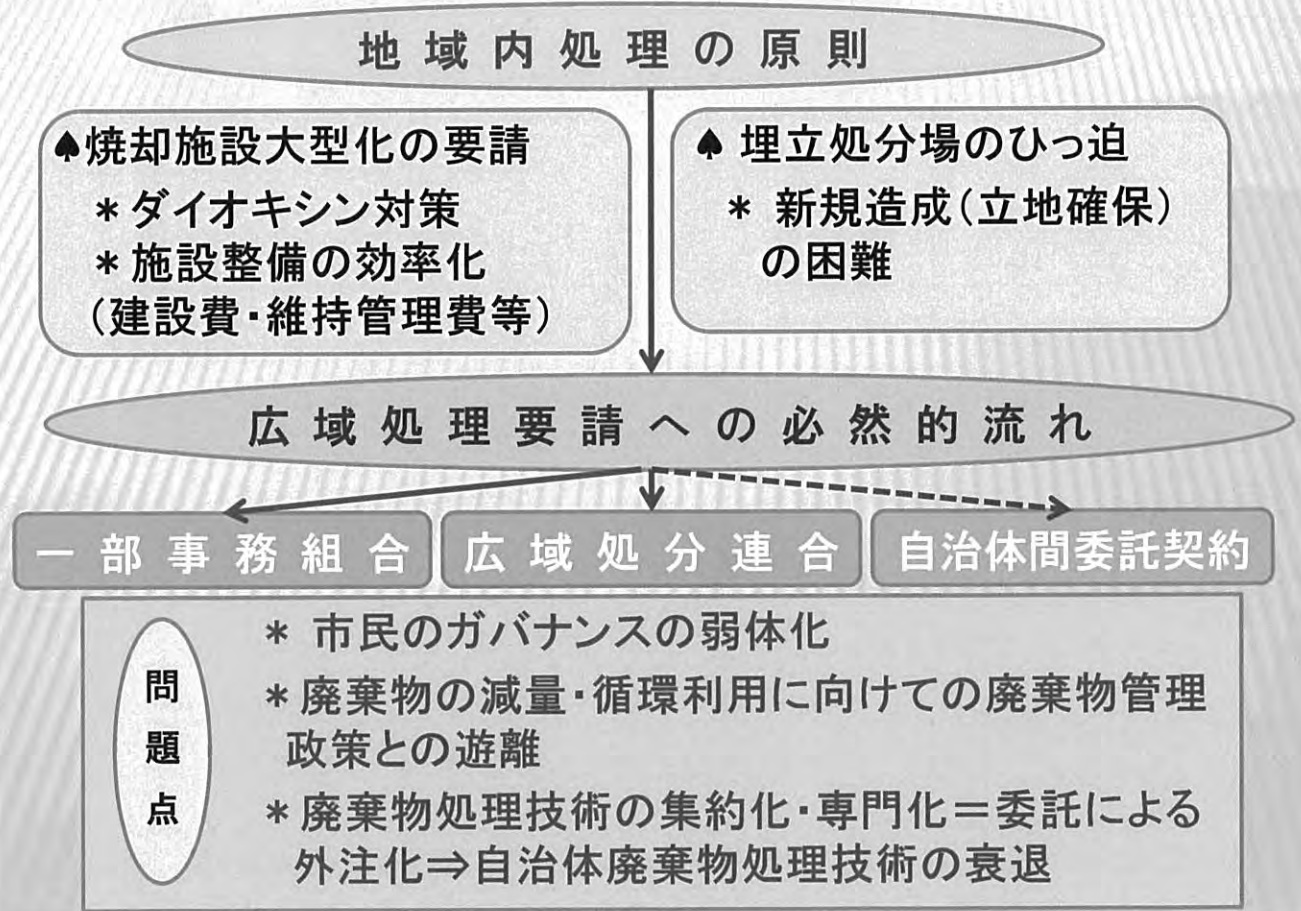 地域内処理の原則
♠焼却施設大型化の要請
＊ダイオキシン対策
＊施設整備の効率化
（建設費・維持管理費等）
♠ 埋立処分場のひっ迫
＊ 新規造成（立地確保）
の困難
広域処理要請への必然的流れ
一部事務組合
広域処分連合
自治体間委託契約
問題点
＊ 市民のガバナンスの弱体化
＊廃棄物の減量・循環利用に向けての廃棄物管理
政策との遊離
＊廃棄物処理技術の集約化・専門化＝委託による
外注化⇒自治体廃棄物処理技術の衰退